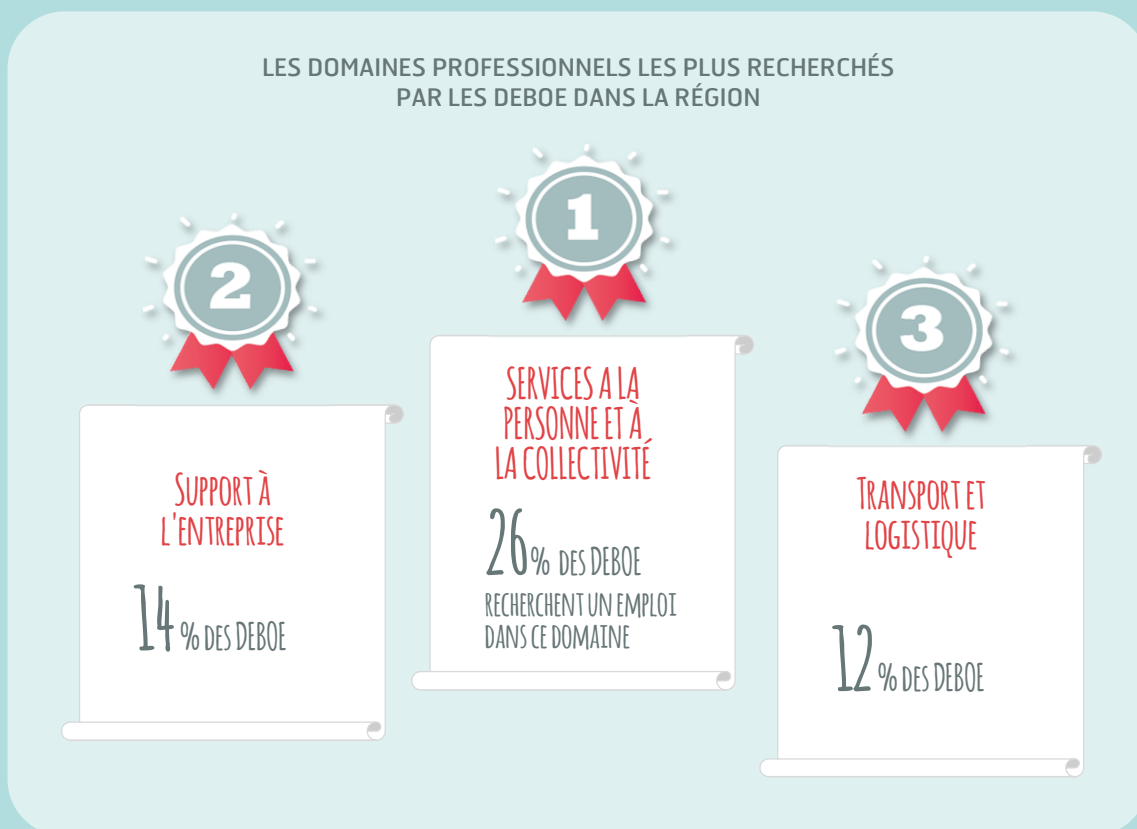 LES DOMAINES PROFESSIONNELS LES PLUS RECHERCHÉS
PAR LES DEBOE DANS LA RÉGION
1
SERVICES A LA
PERSONNE ET À
LA COLLECTIVITÉ
26% DES DEBOE
RECHERCHENT UN EMPLOI
DANS CE DOMAINE
2
SUPPORT À
L'ENTREPRISE
14% DES DEBOE
3
TRANSPORT ET
LOGISTIQUE
12% DES DEBOE